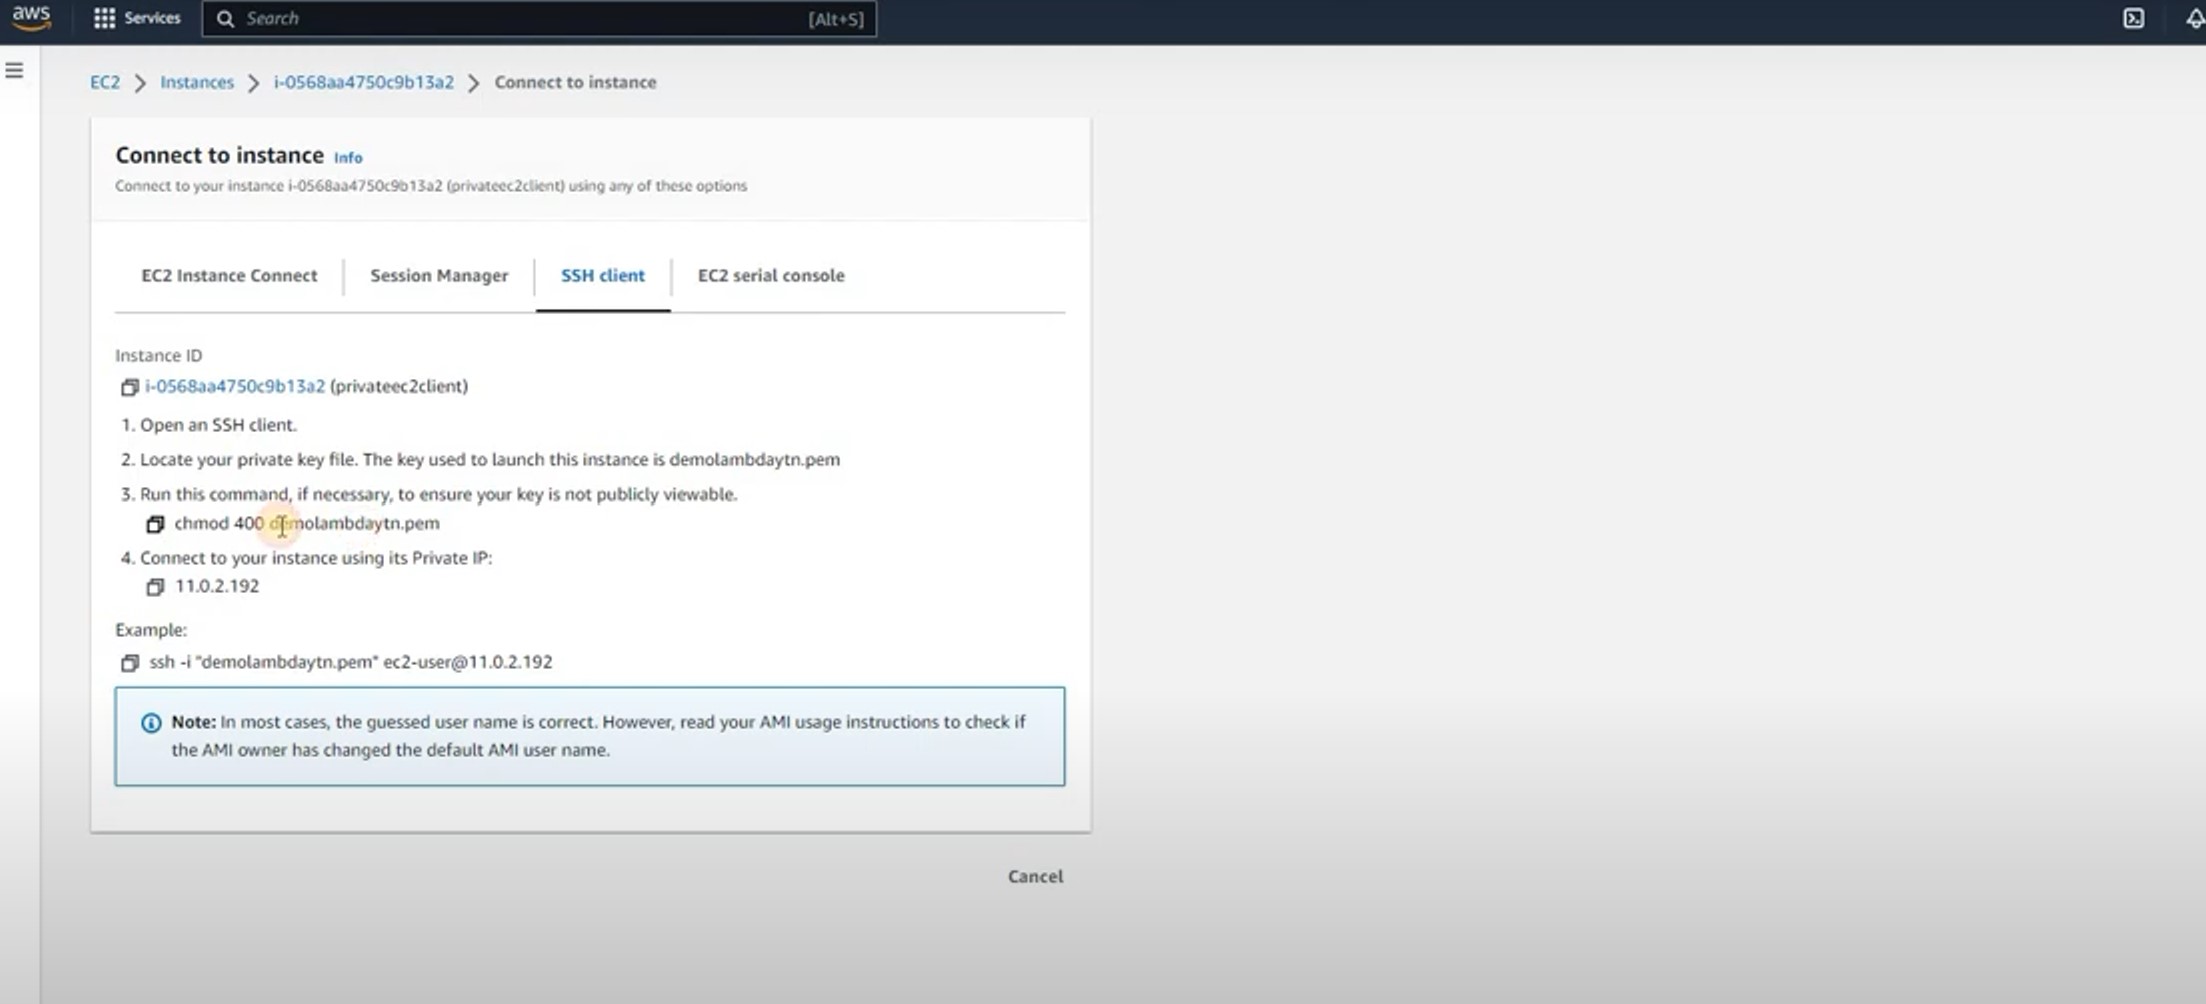 aws
Services
Search
[Alt+S]
EC2 > Instances > i-0568aa4750c9b13a2 > Connect to instance
Connect to instance Info
Connect to your instance i-0568aa4750c9b13a2 (privateec2client) using any of these options
EC2 Instance Connect
Session Manager
SSH client
EC2 serial console
Instance ID
i-0568aa4750c9b13a2 (privateec2client)
1. Open an SSH client.
2. Locate your private key file. The key used to launch this instance is demolambdaytn.pem
3. Run this command, if necessary, to ensure your key is not publicly viewable.
chmod 400 demolambdaytn.pem
4. Connect to your instance using its Private IP:
11.0.2.192
Example:
ssh -i "demolambdaytn.pem" ec2-user@11.0.2.192
Note: In most cases, the guessed user name is correct. However, read your AMI usage instructions to check if
the AMI owner has changed the default AMI user name.
Cancel